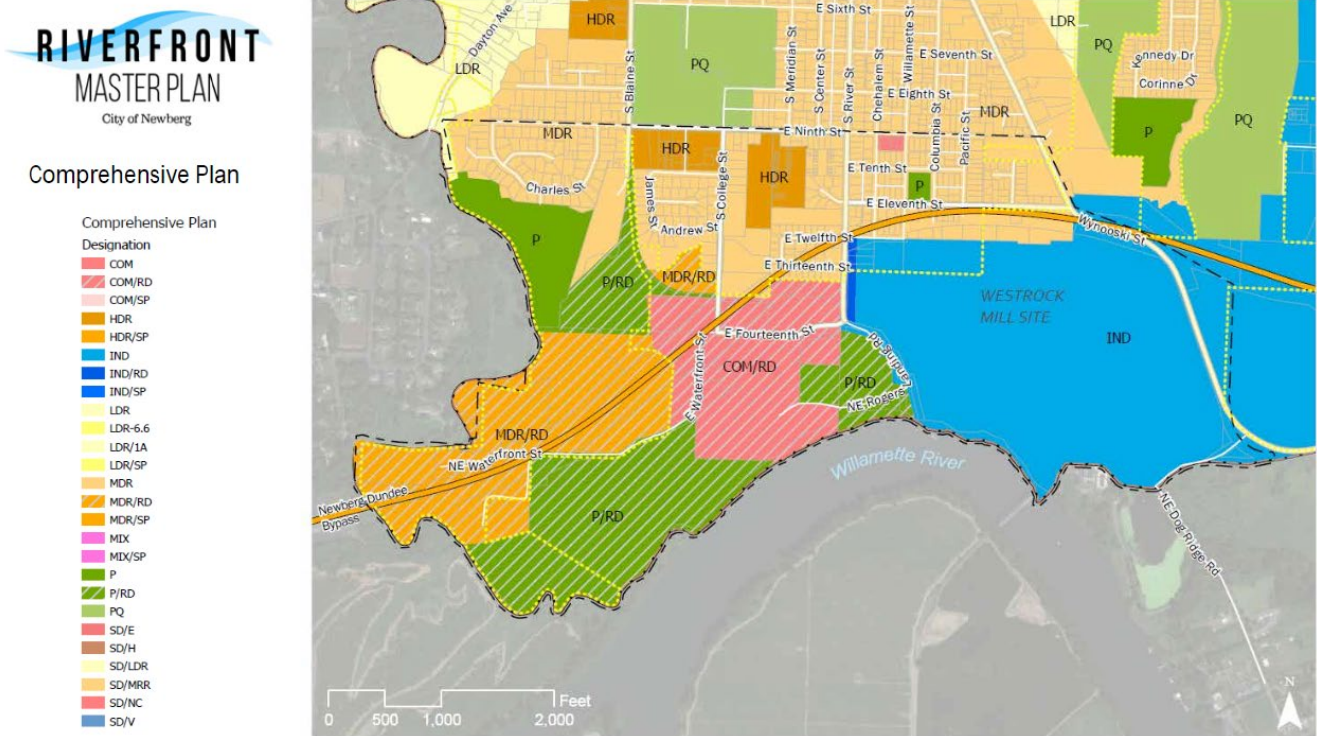 RIVERFRONT
MASTER PLAN
City of Newberg
Comprehensive Plan
Comprehensive Plan
Designation
COM
COM/RD
COM/SP
HDR
HDR/SP
IND
IND/RD
IND/SP
LDR
LDR-6.6
LDR/1A
LDR/SP
MDR
MDR/RD
MDR/SP
MIX
MIX/SP
P
P/RD
PQ
SD/E
SD/H
SD/LDR
SD/MRR
SD/NC
SD/V
Dayton Ave
LDR
HDR
S Blaine St
PQ
E Sixth St
S Meridian St
S Center St
S River St
Chehalem St
Willamette St
E Seventh St
E Eighth St
MDR
Columbia St
Pacific St
LDR
PQ
Kennedy Dr
Corinne Dr
P
PQ
MDR
E Ninth St
HDR
S College St
HDR
E Tenth St
P
Charles St
James St
Andrew St
E Eleventh St
E Twelfth St
E Thirteenth St
Wynooski St
P
P/RD
MDR/RD
WESTROCK
MILL SITE
IND
E Fourteenth St
COM/RD
E Waterfront St
P/RD
NE Rogers
Landing Rd
MDR/RD
NE Waterfront St
Willamette River
Newberg Dundee
Bypass
P/RD
NE Dog Ridge Rd
Feet
0 500 1,000 2,000
N